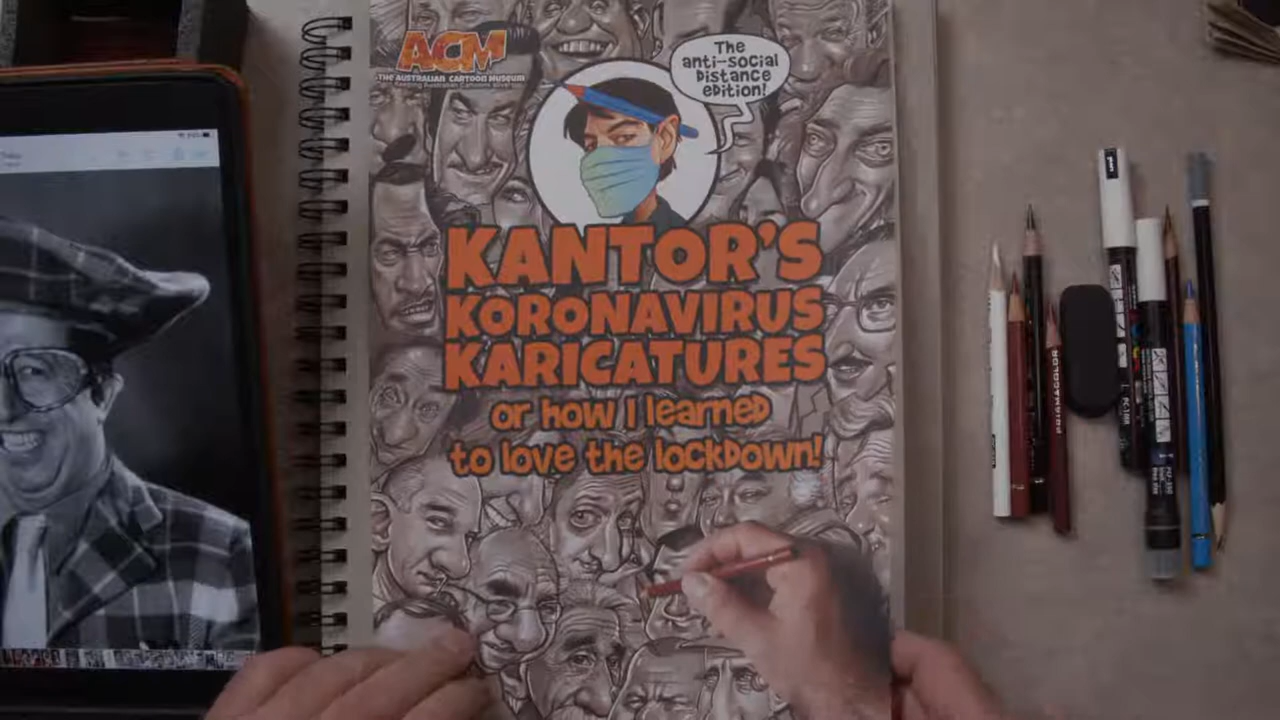 ACM
THE AUSTRALIAN CARTOON MUSEUM
The
anti-social
Distance
edition!
KANTOR'S
KORONAVIRUS
KARICATURES
or how I learned
to love the lockdown!
PRISMACOLOR